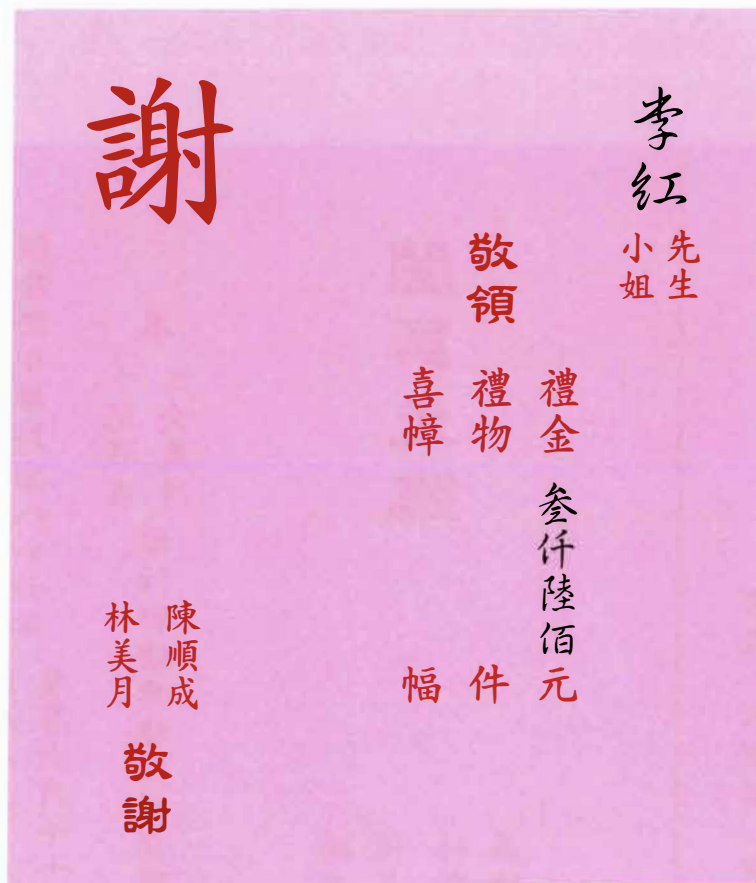 李红
先生
小姐
敬領
禮金 叁仟陸佰元
禮物 件
喜幛 幅
陳順成
林美月
敬謝
謝